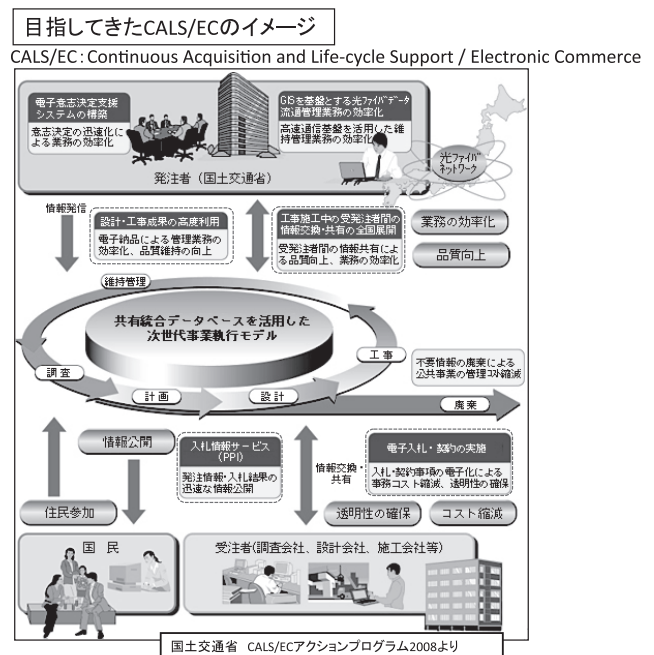 目指してきたCALS/ECのイメージ
CALS/EC:Continuous Acquisition and Life-cycle Support / Electronic Commerce
電子意志決定支援
システムの構築
意志決定の迅速化に
よる業務の効率化
GISを基盤とする光ファイバデータ
流通管理業務の効率化
高速通信基盤を活用した維
持管理業務の効率化
発注者(国土交通省)
光ファイバ
ネットワーク
情報発信
設計・工事成果の高度利用
電子納品による管理業務の
効率化、品質維持の向上
工事施工中の受発注者間の
情報交換・共有の全国展開
受発注者間の情報共有によ
る品質向上、業務の効率化
業務の効率化
品質向上
維持管理
共有統合データベースを活用した
次世代事業執行モデル
工事
調査
計画
設計
不要情報の廃棄による
公共事業の管理コスト縮減
廃棄
情報公開
入札情報サービス
(PPI)
発注情報・入札結果の
迅速な情報公開
情報交換・
共有
電子入札・契約の実施
入札・契約事項の電子化による
事務コスト縮減、透明性の確保
住民参加
透明性の確保
コスト縮減
国民
受注者(調査会社、設計会社、施工会社等)
国土交通省 CALS/ECアクションプログラム2008より